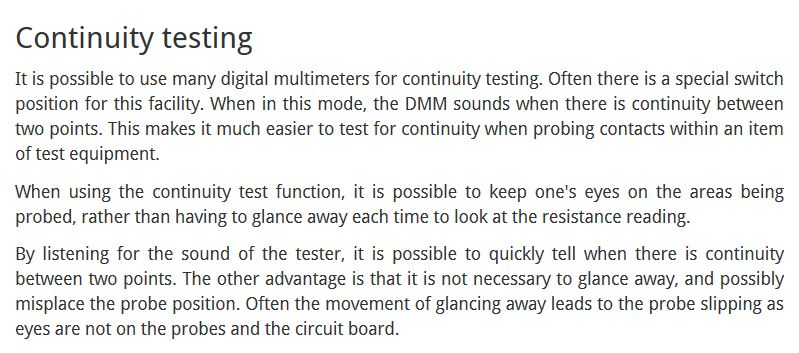 Continuity testing
It is possible to use many digital multimeters for continuity testing. Often there is a special switch
position for this facility. When in this mode, the DMM sounds when there is continuity between
two points. This makes it much easier to test for continuity when probing contacts within an item
of test equipment.
When using the continuity test function, it is possible to keep one's eyes on the areas being
probed, rather than having to glance away each time to look at the resistance reading.
By listening for the sound of the tester, it is possible to quickly tell when there is continuity
between two points. The other advantage is that it is not necessary to glance away, and possibly
misplace the probe position. Often the movement of glancing away leads to the probe slipping as
eyes are not on the probes and the circuit board.